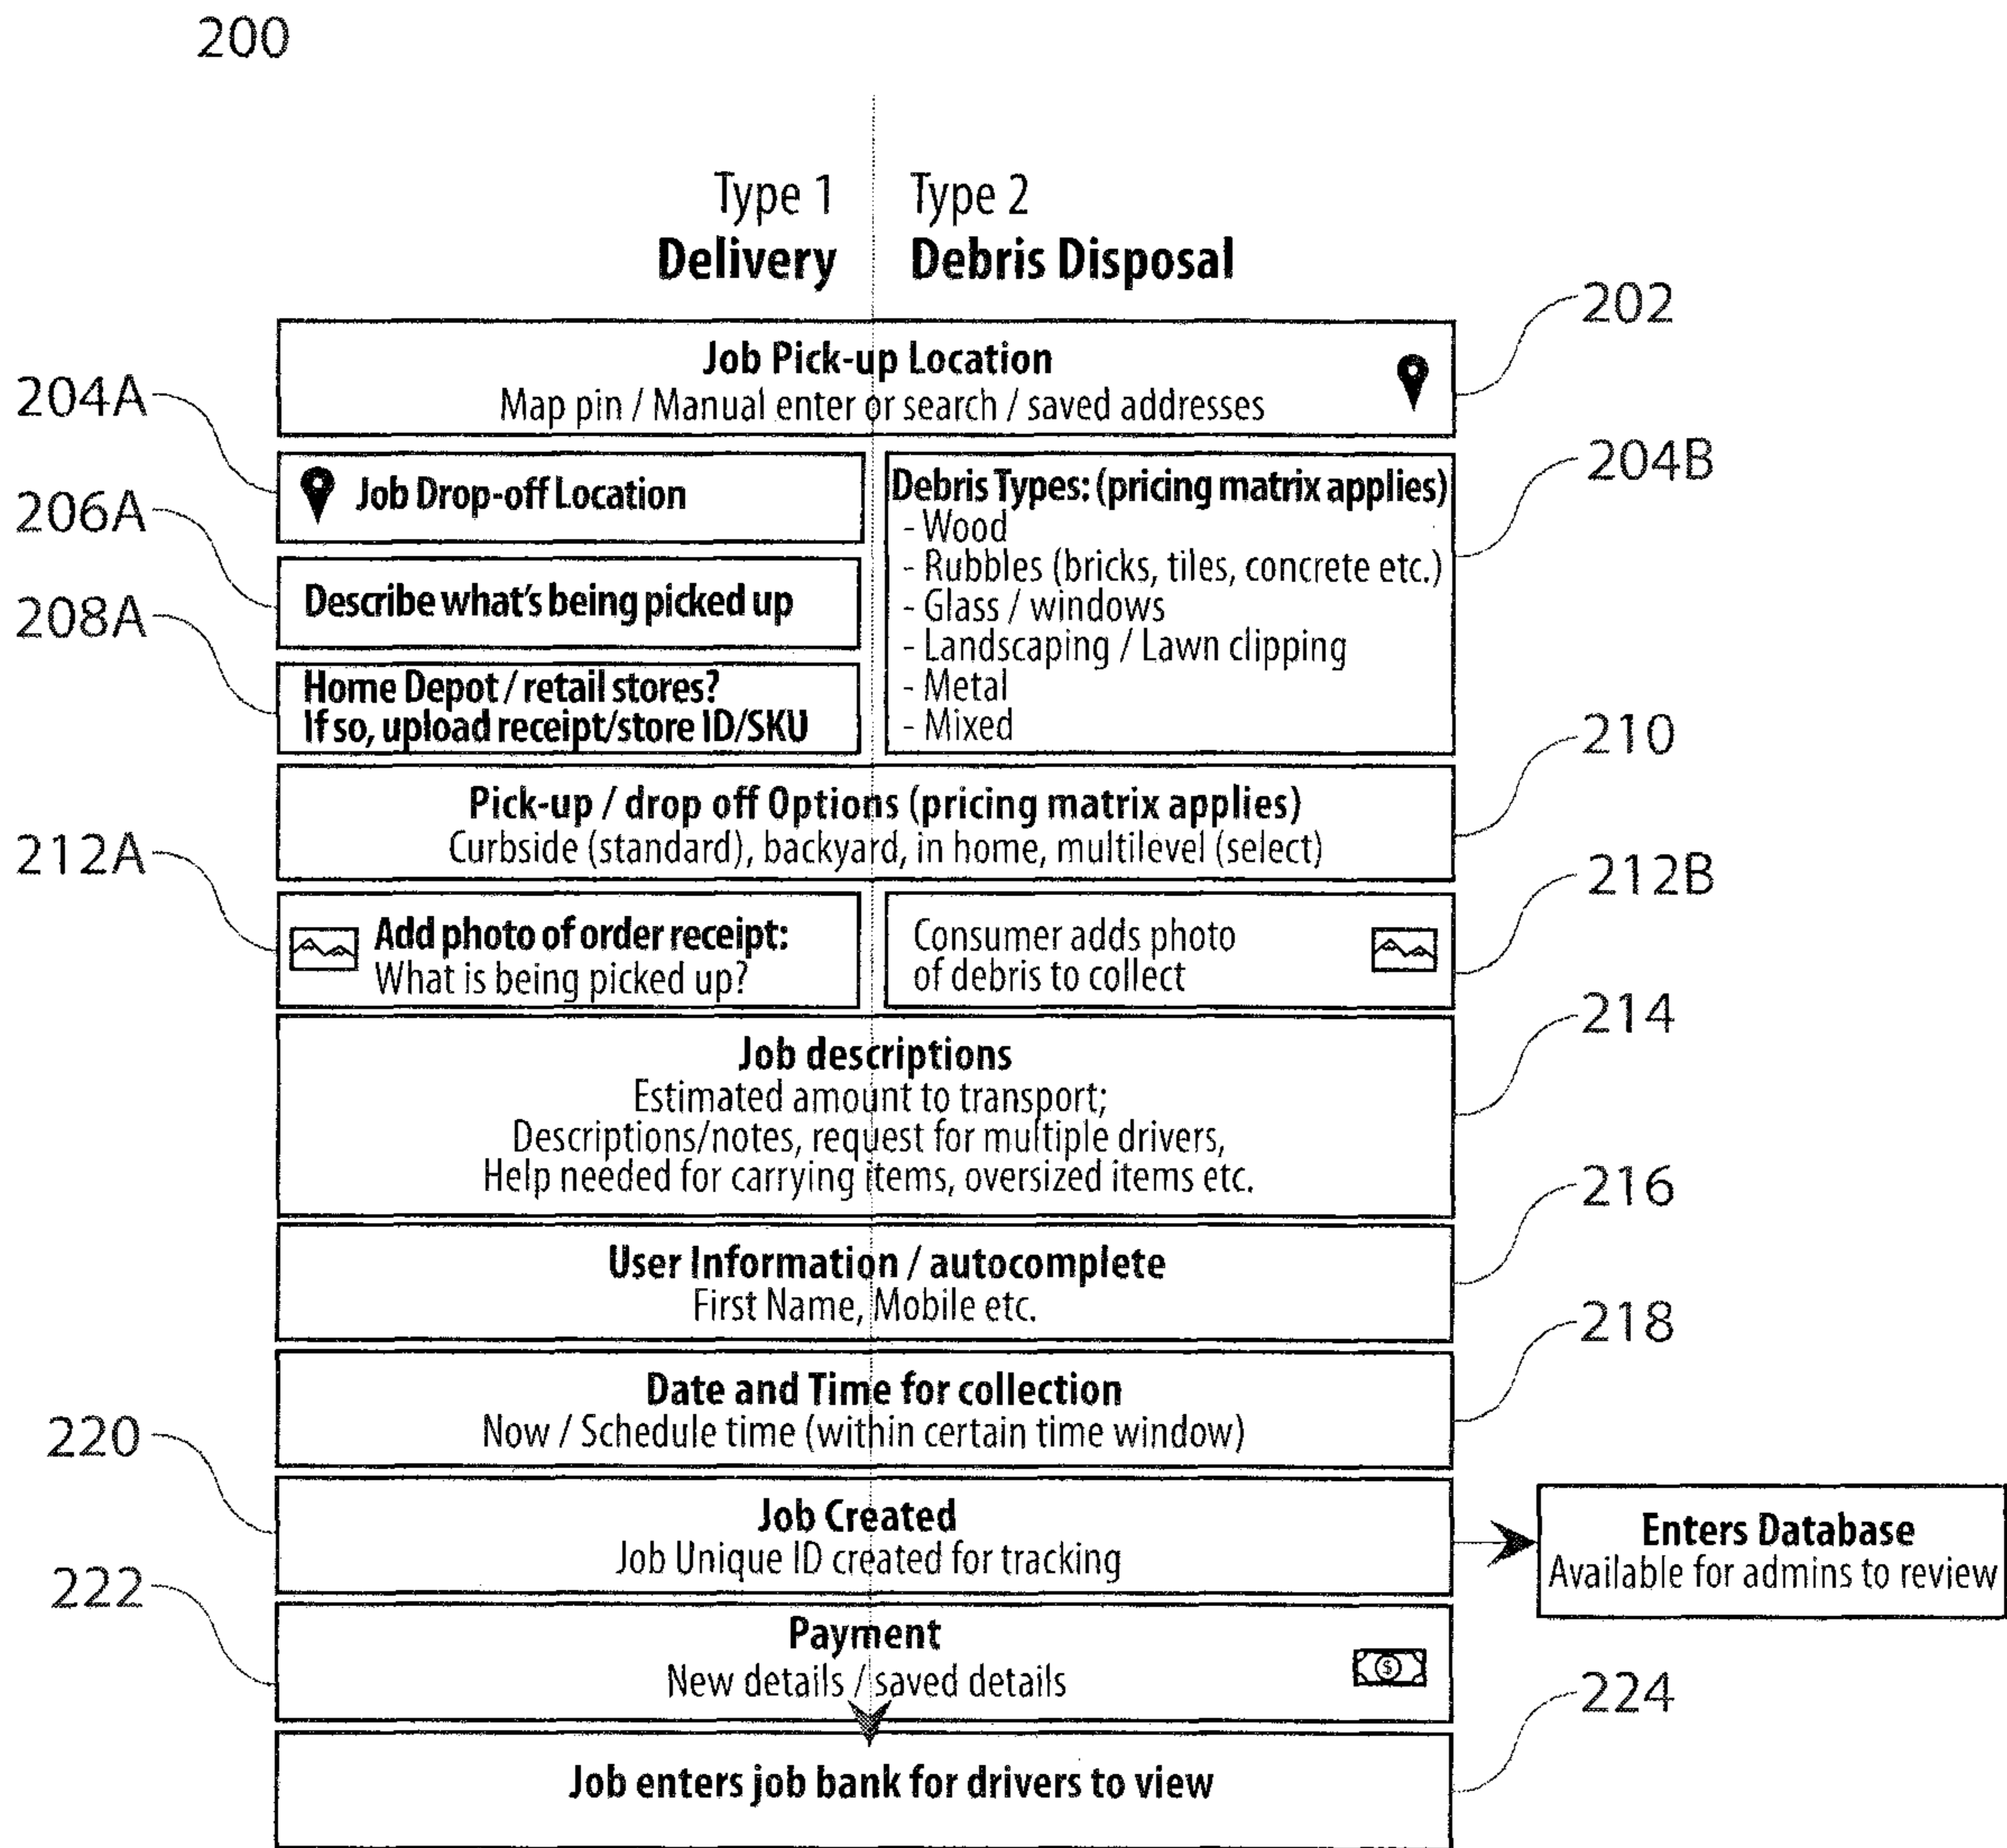 200
Type 1
Delivery
Type 2
Debris Disposal
202
Job Pick-up Location
Map pin / Manual enter or search / saved addresses
204A
Job Drop-off Location
206A
Describe what's being picked up
208A
Home Depot / retail stores?
If so, upload receipt/store ID/SKU
204B
Debris Types: (pricing matrix applies)
- Wood
- Rubbles (bricks, tiles, concrete etc.)
- Glass / windows
- Landscaping / Lawn clipping
- Metal
- Mixed
210
Pick-up / drop off Options (pricing matrix applies)
Curbside (standard), backyard, in home, multilevel (select)
212A
Add photo of order receipt:
What is being picked up?
212B
Consumer adds photo
of debris to collect
214
Job descriptions
Estimated amount to transport;
Descriptions/notes, request for multiple drivers,
Help needed for carrying items, oversized items etc.
216
User Information / autocomplete
First Name, Mobile etc.
218
Date and Time for collection
Now / Schedule time (within certain time window)
220
Job Created
Job Unique ID created for tracking
Enters Database
Available for admins to review
222
Payment
New details / saved details
$
224
Job enters job bank for drivers to view